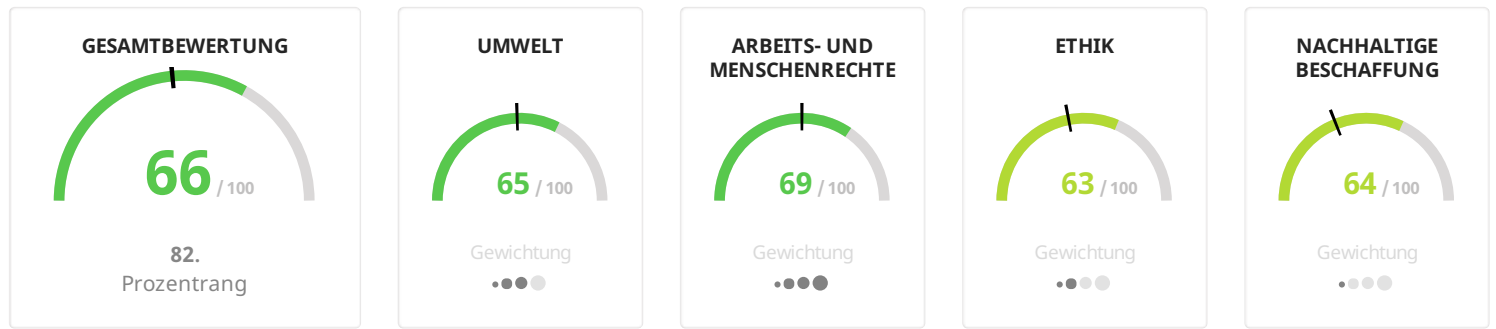 GESAMTBEWERTUNG
66 / 100
82.
Prozentrang
UMWELT
65 / 100
Gewichtung
ARBEITS- UND
MENSCHENRECHTE
69 / 100
Gewichtung
ETHIK
63 / 100
Gewichtung
NACHHALTIGE
BESCHAFFUNG
64 / 100
Gewichtung